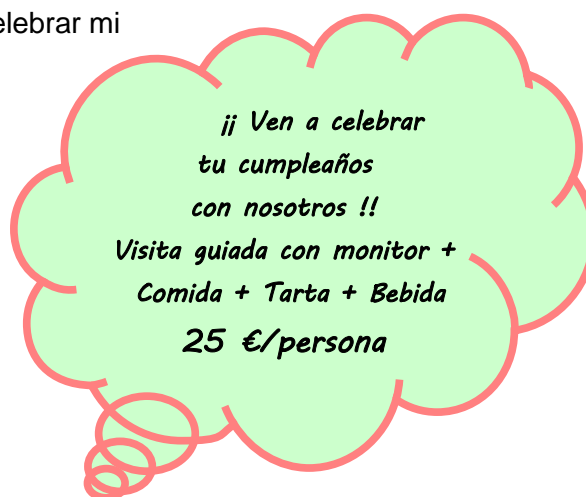 elebrar mi
¡¡ Ven a celebrar
tu cumpleaños
con nosotros !!
Visita guiada con monitor +
Comida + Tarta + Bebida
25 €/persona